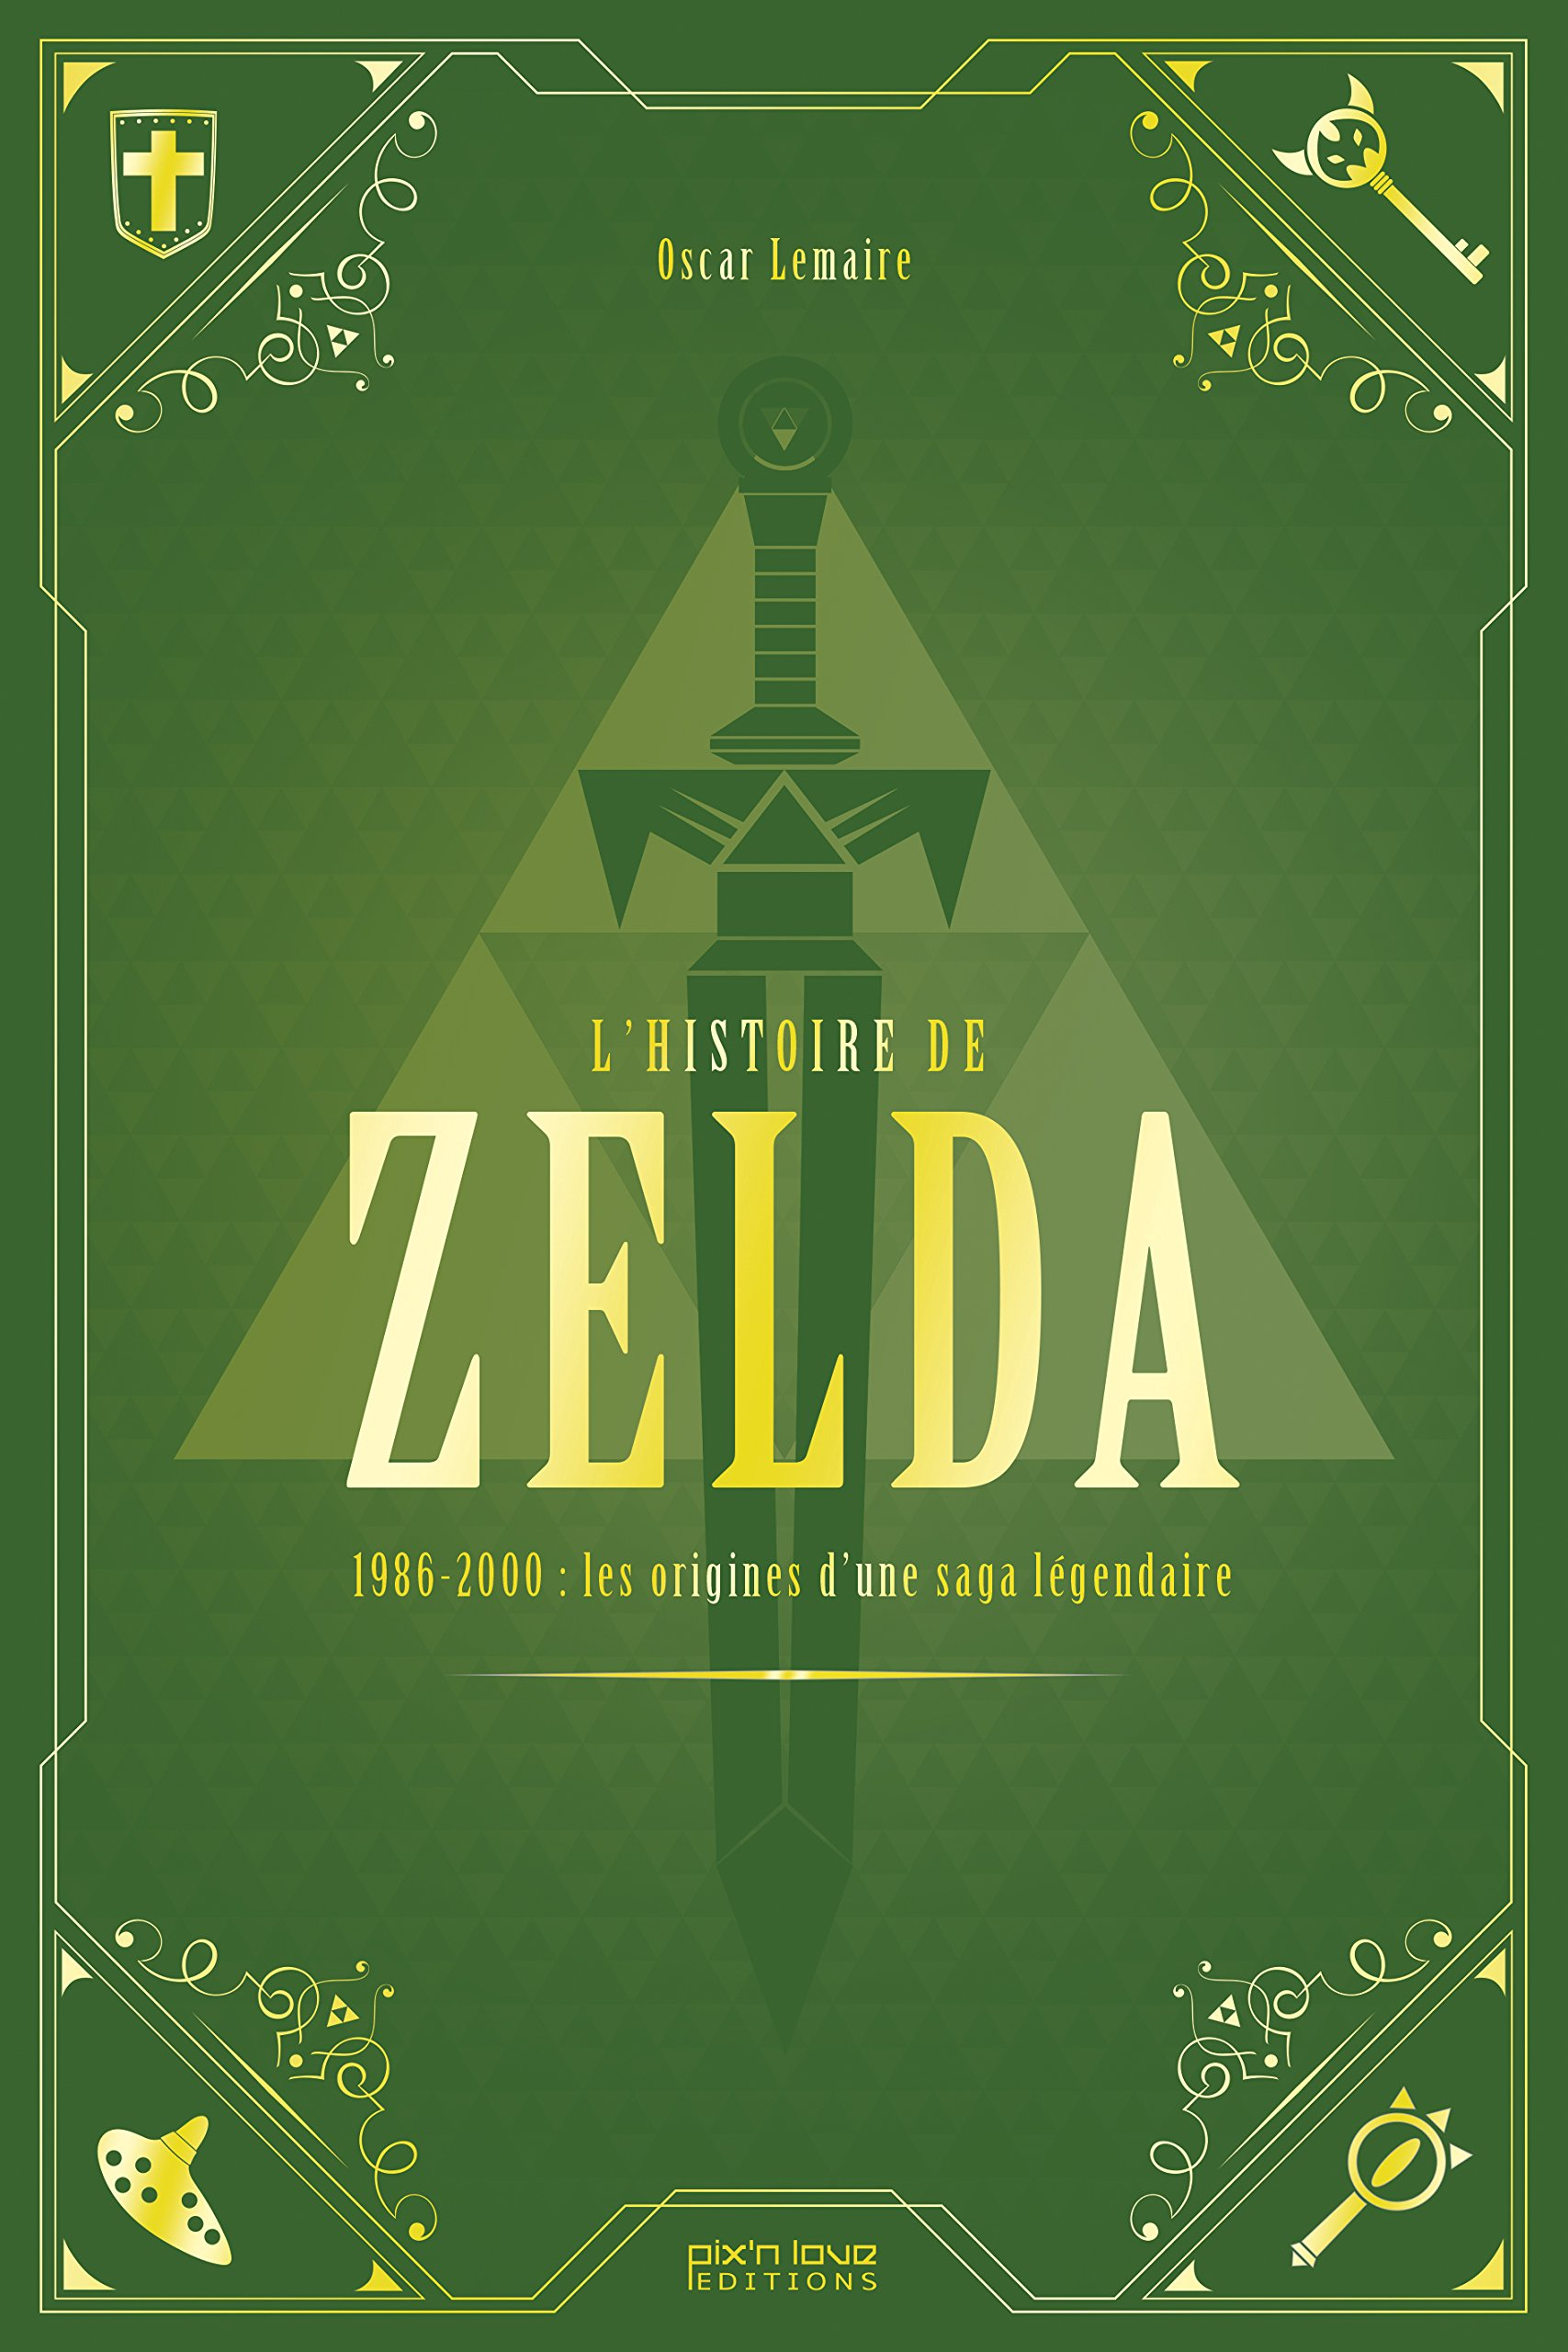 Oscar Lemaire
L'HISTOIRE DE
ZELDA
1986-2000 : les origines d'une saga légendaire
pix'n love
EDITIONS